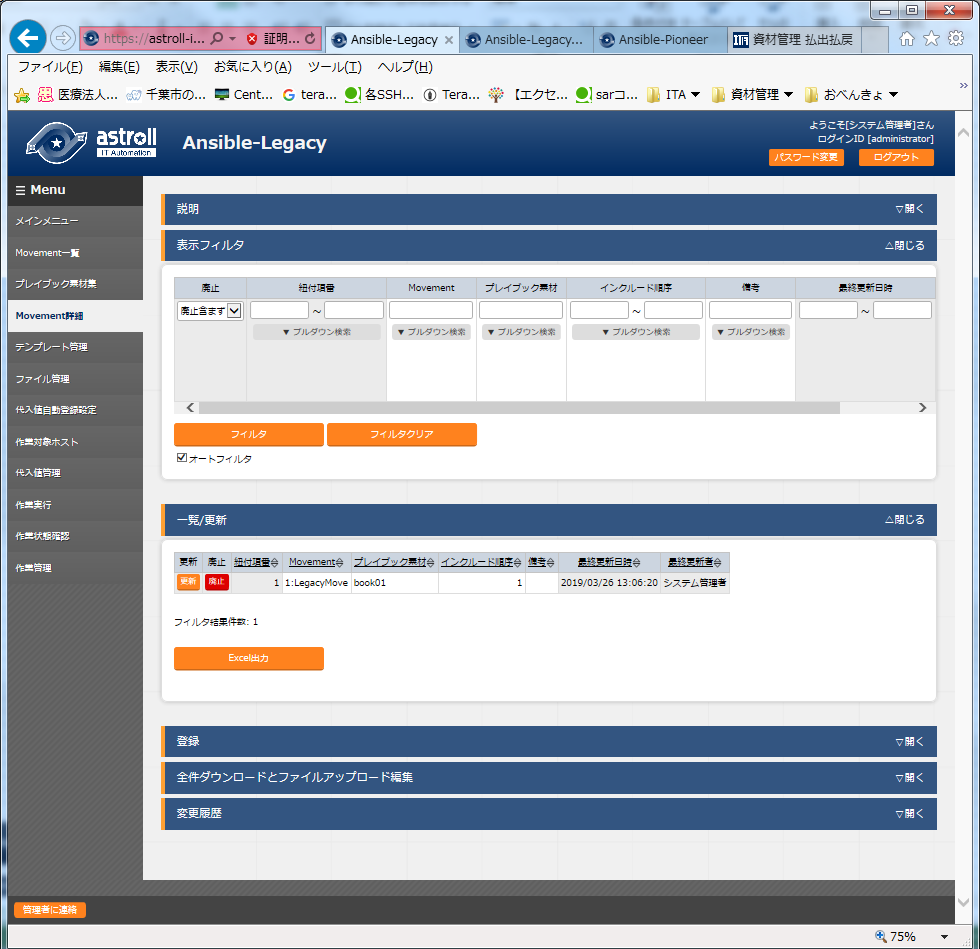 https://astroll-i...
証明...
Ansible-Legacy
Ansible-Legacy...
Ansible-Pioneer
資材管理 払出払戻
ファイル(F) 編集(E) 表示(V) お気に入り(A) ツール(T) ヘルプ(H)
医療法人...
千葉市の...
Cent...
tera...
各SSH...
Tera...
【エクセ...
sarコ...
ITA
資材管理
おべんきょ
astroll
IT Automation
Ansible-Legacy
ようこそ[システム管理者]さん
ログインID [administrator]
パスワード変更
ログアウト
Menu
メインメニュー
Movement一覧
プレイブック素材集
Movement詳細
テンプレート管理
ファイル管理
代入値自動登録設定
作業対象ホスト
代入値管理
作業実行
作業状態確認
作業管理
説明
▽開く
表示フィルタ
△閉じる
廃止 紐付項番 Movement プレイブック素材 インクルード順序 備考 最終更新日時
廃止含まず ～ ～ ～
▼プルダウン検索 ▼プルダウン検索 ▼プルダウン検索 ▼プルダウン検索 ▼プルダウン検索
フィルタ
フィルタクリア
オートフィルタ
一覧/更新
△閉じる
更新 廃止 紐付項番 Movement プレイブック素材 インクルード順序 備考 最終更新日時 最終更新者
更新 廃止 1 1:LegacyMove book01 1 2019/03/26 13:06:20 システム管理者
フィルタ結果件数: 1
Excel出力
登録
▽開く
全件ダウンロードとファイルアップロード編集
▽開く
変更履歴
▽開く
管理者に連絡
75%